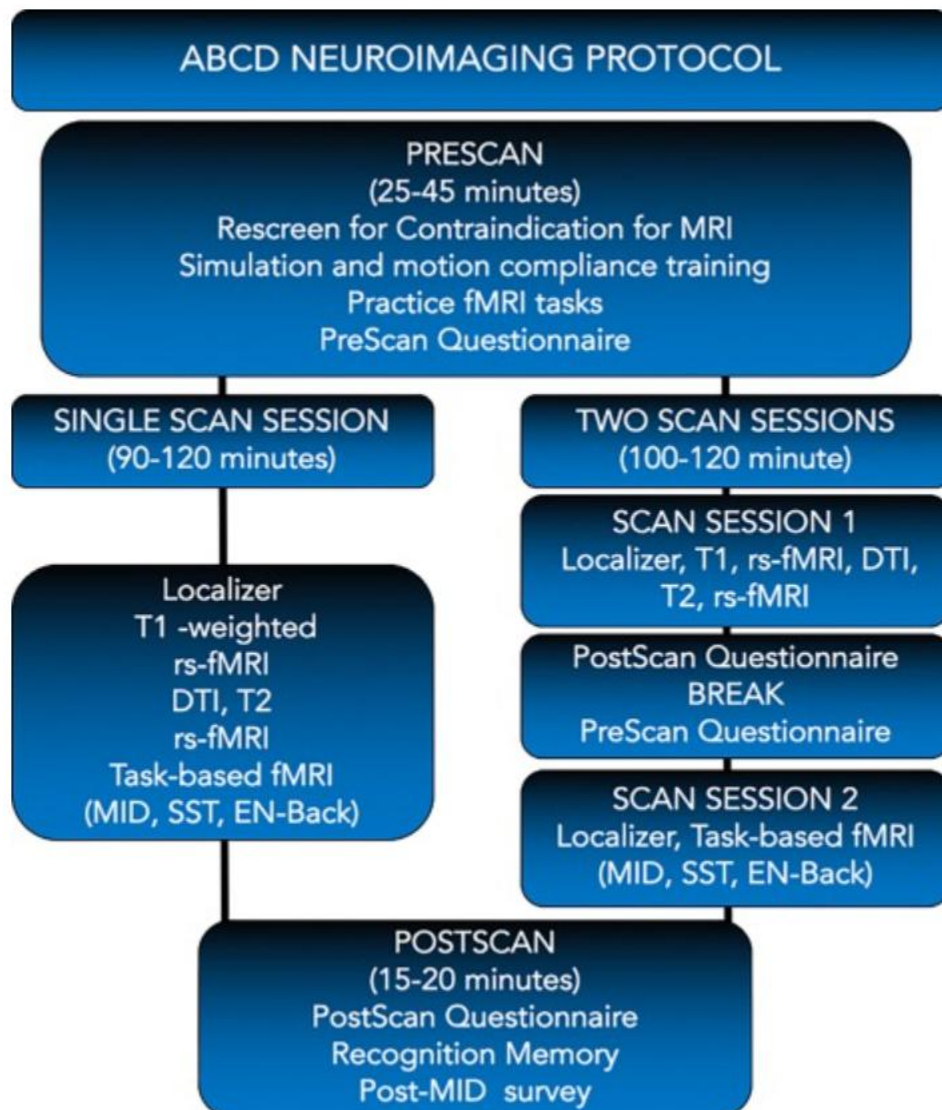 ABCD NEUROIMAGING PROTOCOL
PRESCAN
(25-45 minutes)
Rescreen for Contraindication for MRI
Simulation and motion compliance training
Practice fMRI tasks
PreScan Questionnaire
SINGLE SCAN SESSION
(90-120 minutes)
Localizer
T1 -weighted
rs-fMRI
DTI, T2
rs-fMRI
Task-based fMRI
(MID, SST, EN-Back)
TWO SCAN SESSIONS
(100-120 minute)
SCAN SESSION 1
Localizer, T1, rs-fMRI, DTI,
T2, rs-fMRI
PostScan Questionnaire
BREAK
PreScan Questionnaire
SCAN SESSION 2
Localizer, Task-based fMRI
(MID, SST, EN-Back)
POSTSCAN
(15-20 minutes)
PostScan Questionnaire
Recognition Memory
Post-MID survey